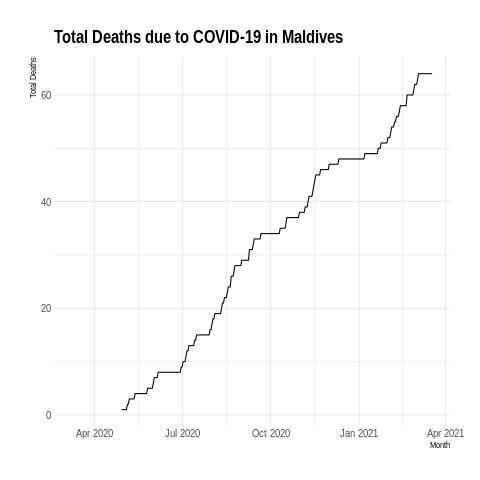 Total Deaths due to COVID-19 in Maldives
Total Deaths
60
40
20
0
Apr 2020 Jul 2020 Oct 2020 Jan 2021 Apr 2021
Month